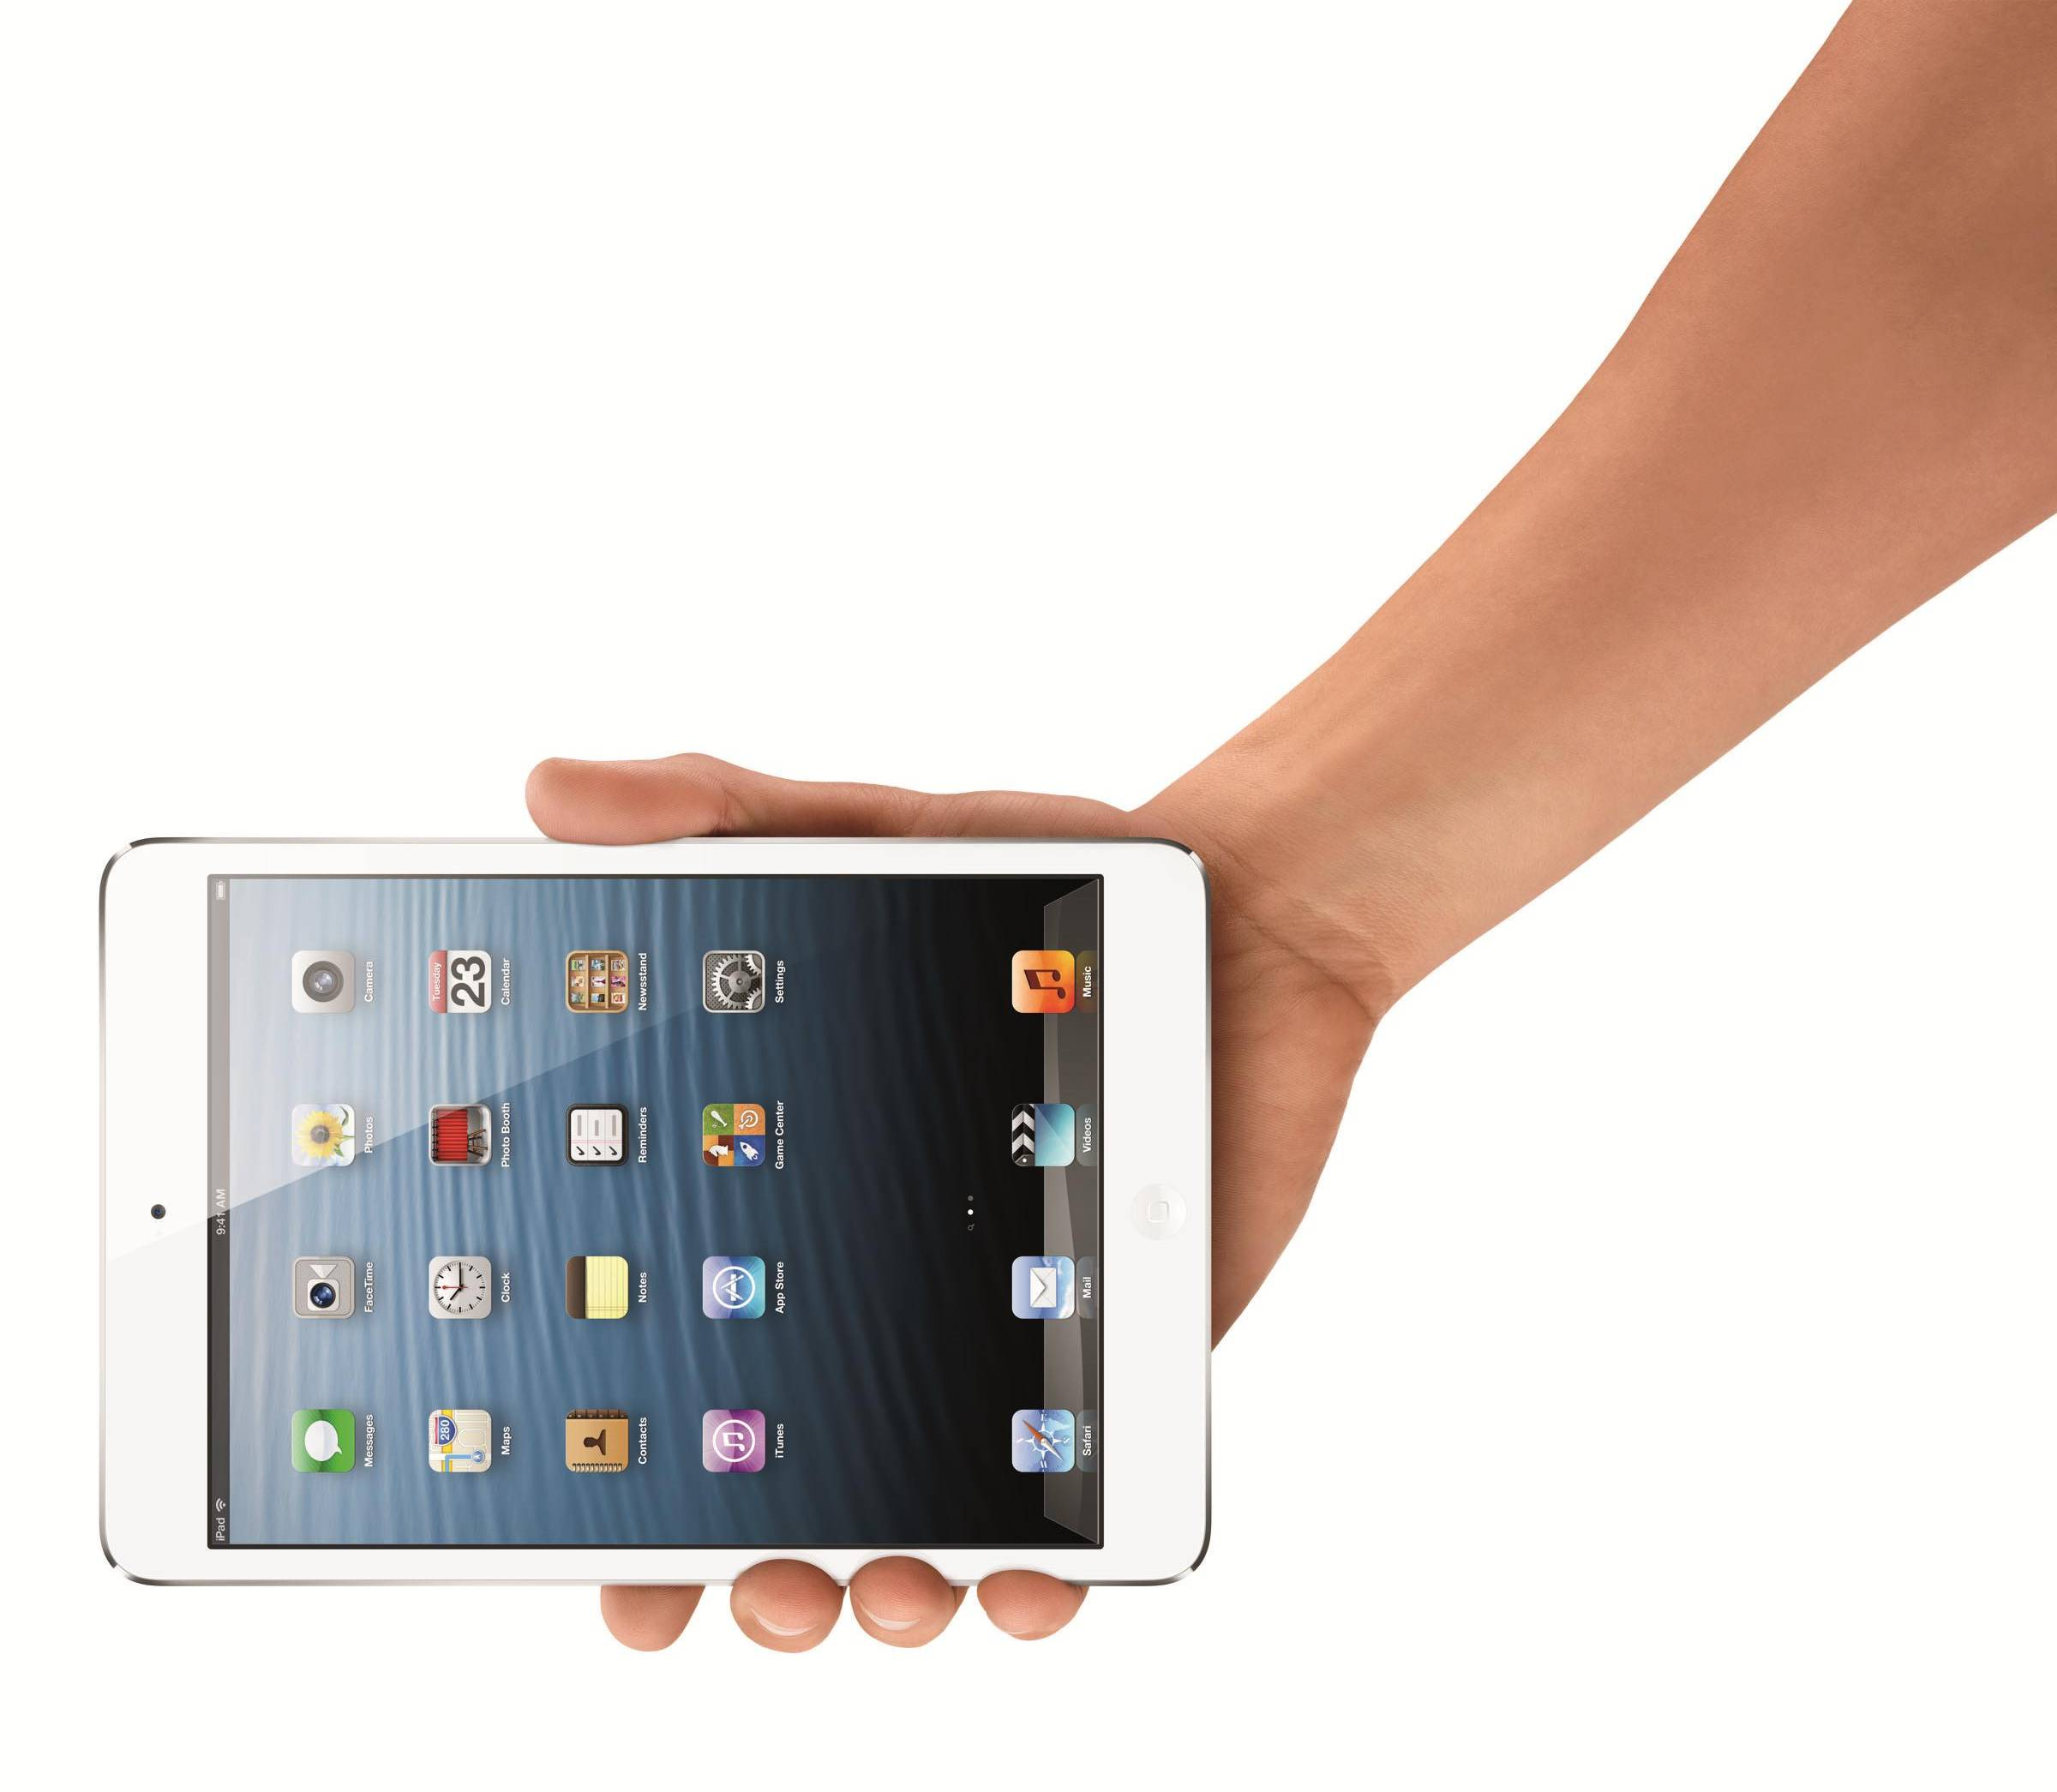 iPad 9:41 AM
Messages FaceTime Photos Camera
Tuesday
280 23
Maps Clock Photo Booth Calendar
Contacts Notes Reminders Newsstand
iTunes App Store Game Center Settings
Safari Mail Videos Music